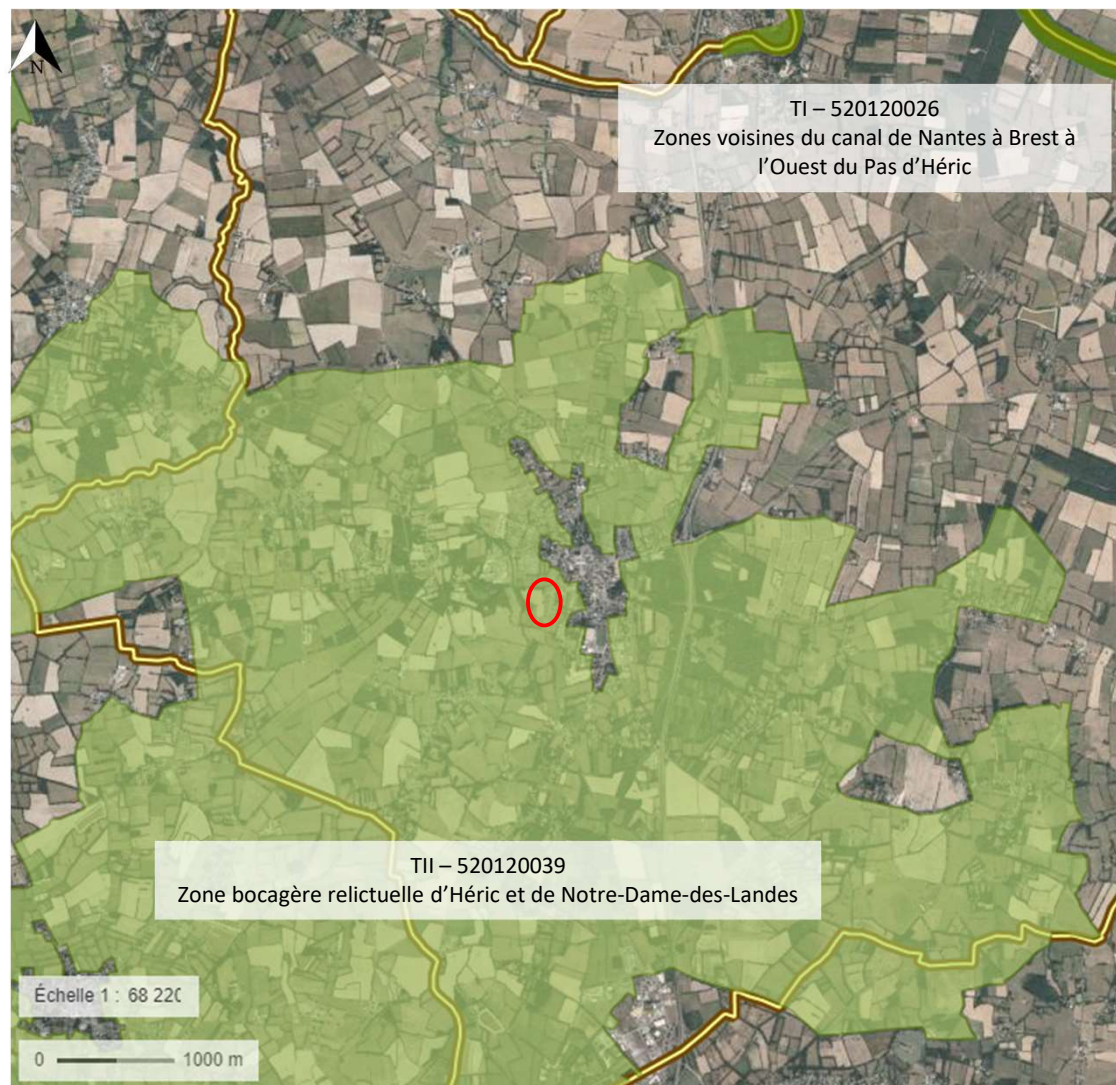 N
TI – 520120026
Zones voisines du canal de Nantes à Brest à
l’Ouest du Pas d’Héric
TII – 520120039
Zone bocagère relictuelle d’Héric et de Notre-Dame-des-Landes
Échelle 1 : 68 220
0 1000 m